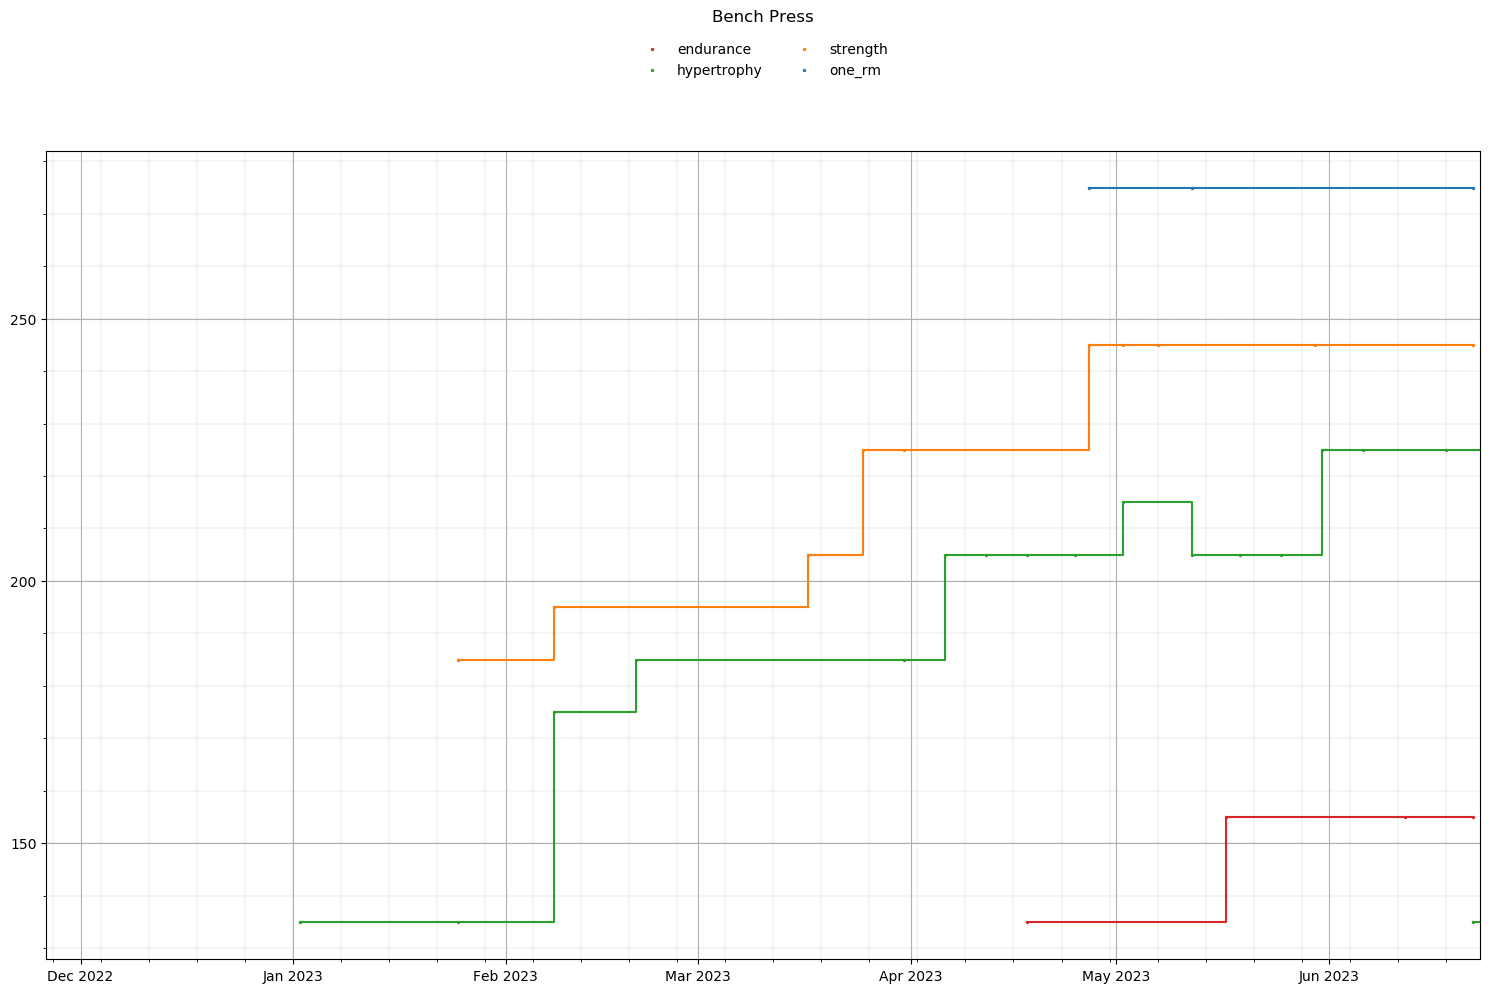 Bench Press
endurance strength
hypertrophy one_rm
250
200
150
Dec 2022 Jan 2023 Feb 2023 Mar 2023 Apr 2023 May 2023 Jun 2023